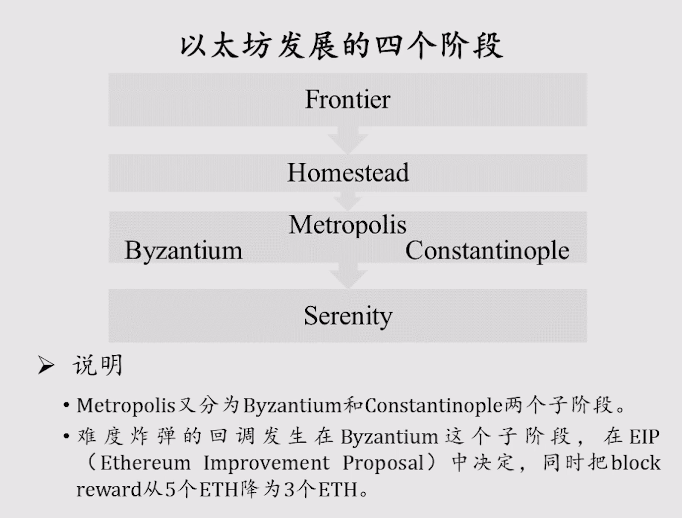 以太坊发展的四个阶段
Frontier
Homestead
Metropolis
Byzantium Constantinople
Serenity
➢ 说明
• Metropolis又分为Byzantium和Constantinople两个子阶段。
• 难度炸弹的回调发生在Byzantium这个子阶段，在EIP
（Ethereum Improvement Proposal）中决定，同时把block
reward从5个ETH降为3个ETH。